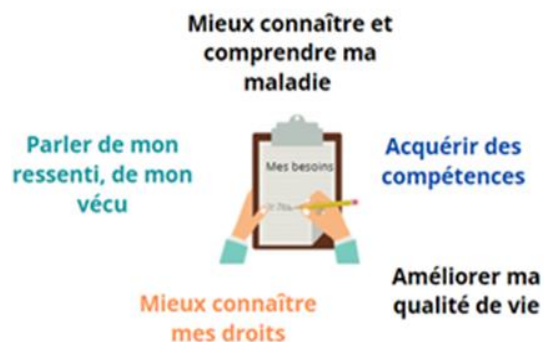 Mieux connaître et
comprendre ma
maladie
Parler de mon
ressenti, de mon
vécu
Mes besoins
Acquérir des
compétences
Améliorer ma
qualité de vie
Mieux connaître
mes droits